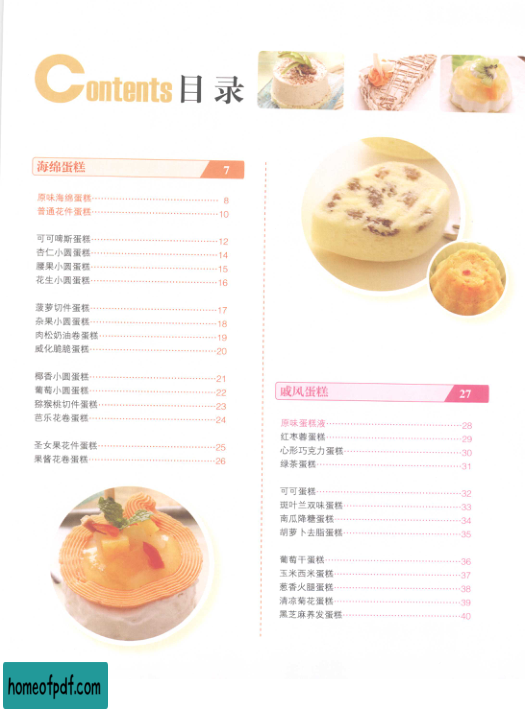 Contents 目录
海绵蛋糕 7
原味海绵蛋糕 8
普通花件蛋糕 10
可可啤斯蛋糕 12
杏仁小圆蛋糕 14
腰果小圆蛋糕 15
花生小圆蛋糕 16
菠萝切件蛋糕 17
杂果小圆蛋糕 18
肉松奶油卷蛋糕 19
威化脆脆蛋糕 20
椰香小圆蛋糕 21
葡萄小圆蛋糕 22
猕猴桃切件蛋糕 23
芭乐花卷蛋糕 24
圣女果花件蛋糕 25
果酱花卷蛋糕 26
戚风蛋糕 27
原味蛋糕液 28
红枣蓉蛋糕 29
心形巧克力蛋糕 30
绿茶蛋糕 31
可可蛋糕 32
斑叶兰双味蛋糕 33
南瓜降糖蛋糕 34
胡萝卜去脂蛋糕 35
葡萄干蛋糕 36
玉米西米蛋糕 37
葱香火腿蛋糕 38
清凉菊花蛋糕 39
黑芝麻养发蛋糕 40
homeofpdf.com